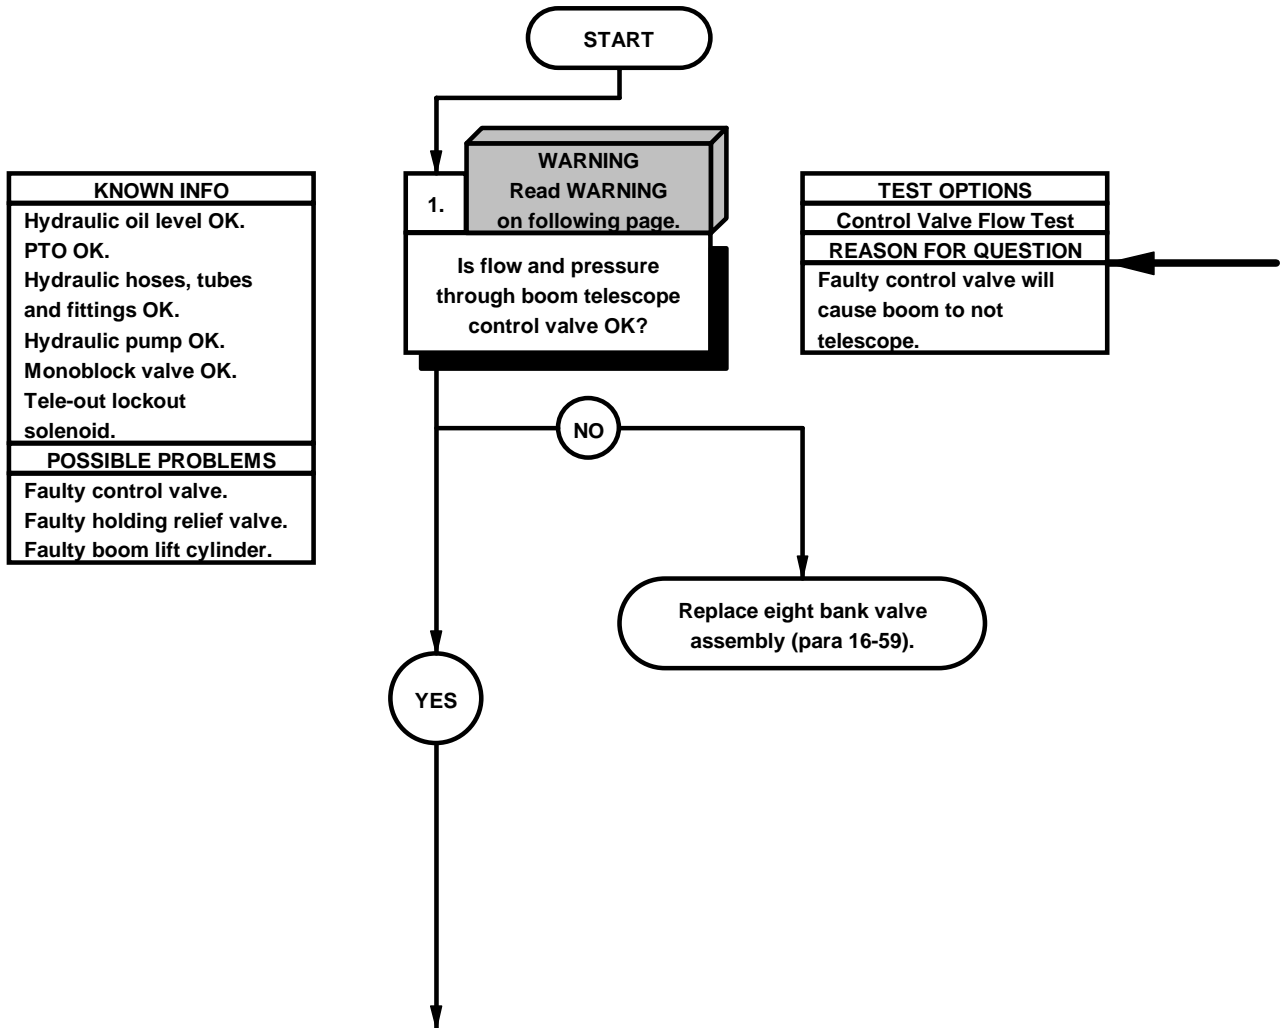 START
KNOWN INFO
Hydraulic oil level OK.
PTO OK.
Hydraulic hoses, tubes
and fittings OK.
Hydraulic pump OK.
Monoblock valve OK.
Tele-out lockout
solenoid.
POSSIBLE PROBLEMS
Faulty control valve.
Faulty holding relief valve.
Faulty boom lift cylinder.
1.
WARNING
Read WARNING
on following page.
Is flow and pressure
through boom telescope
control valve OK?
TEST OPTIONS
Control Valve Flow Test
REASON FOR QUESTION
Faulty control valve will
cause boom to not
telescope.
NO
Replace eight bank valve
assembly (para 16-59).
YES